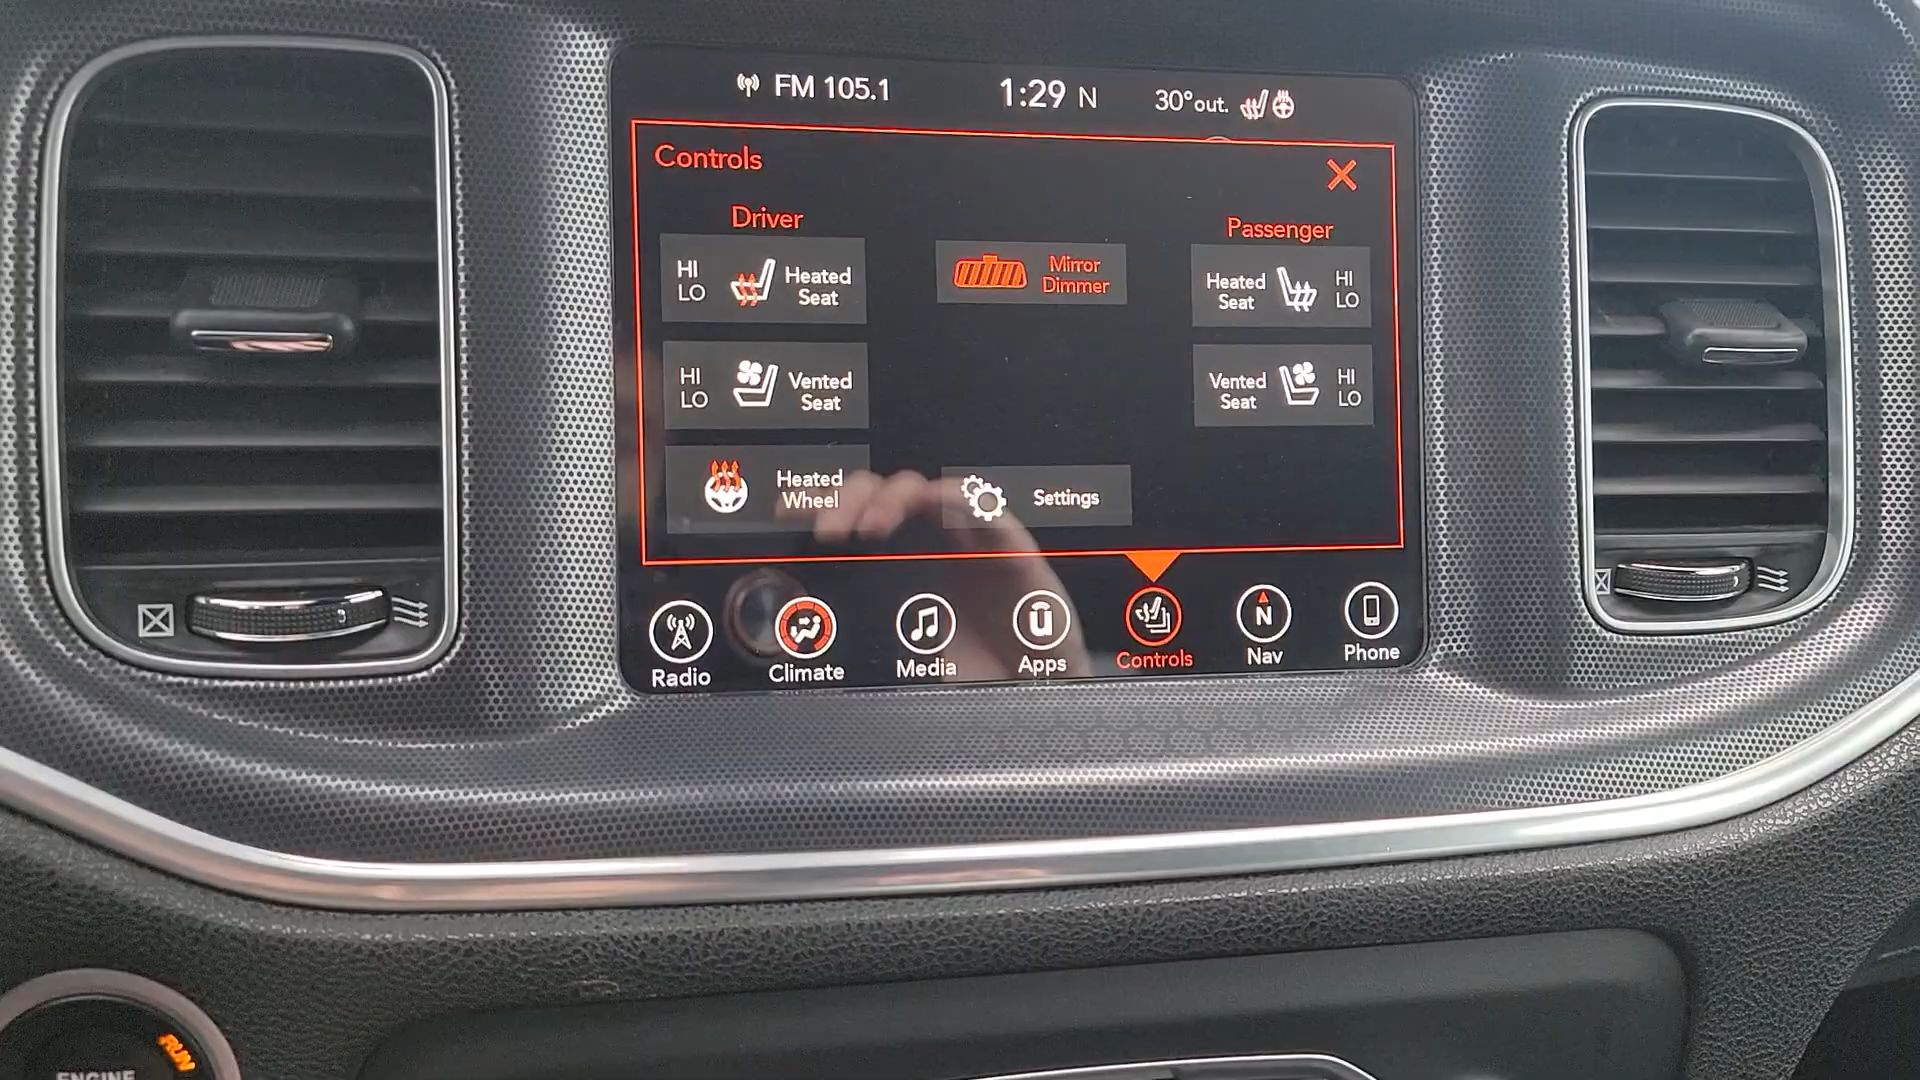 FM 105.1
1:29 N
30°out.
Controls
Driver
Passenger
HI
LO
Heated
Seat
Mirror
Dimmer
Heated
Seat
HI
LO
HI
LO
Vented
Seat
Vented
Seat
HI
LO
Heated
Wheel
Settings
Radio
Climate
Media
Apps
Controls
N
Nav
Phone
RUN
ENGINE